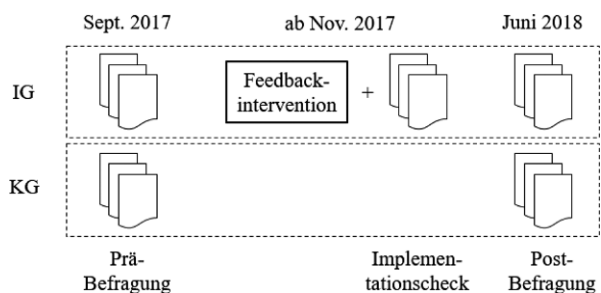 Sept. 2017 ab Nov. 2017 Juni 2018
IG
Feedback-
intervention
+
KG
Prä-
Befragung
Implemen-
tationscheck
Post-
Befragung